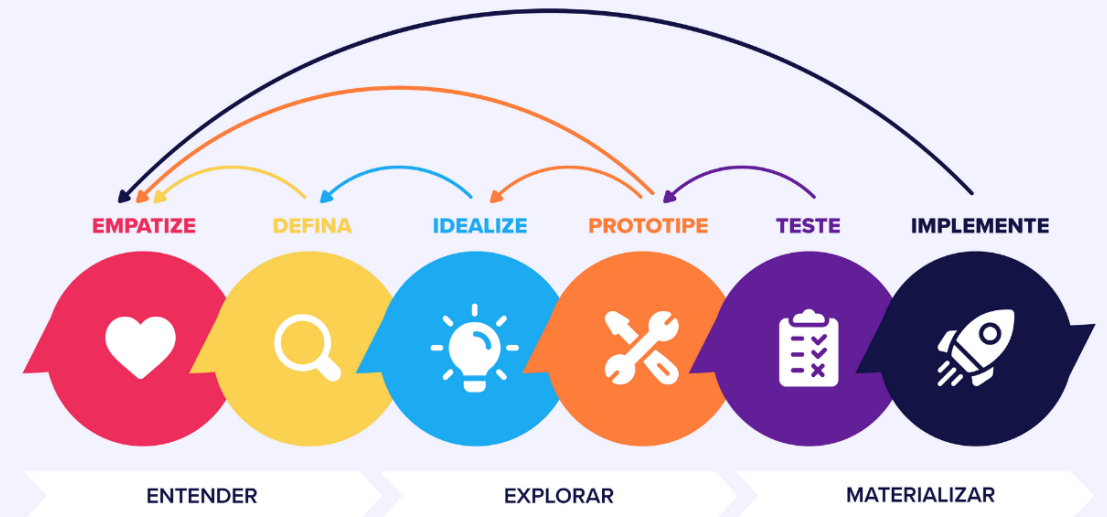 EMPATIZE DEFINA IDEALIZE PROTOTIPE TESTE IMPLEMENTE
ENTENDER EXPLORAR MATERIALIZAR